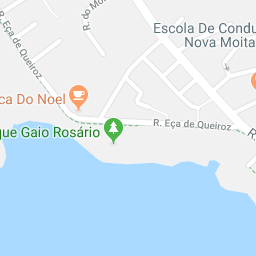 R. do Mo
Escola De Condu
Nova Moita
R. Eça de Queiroz
ca Do Noel
R. Eça de Queiroz
que Gaio Rosário